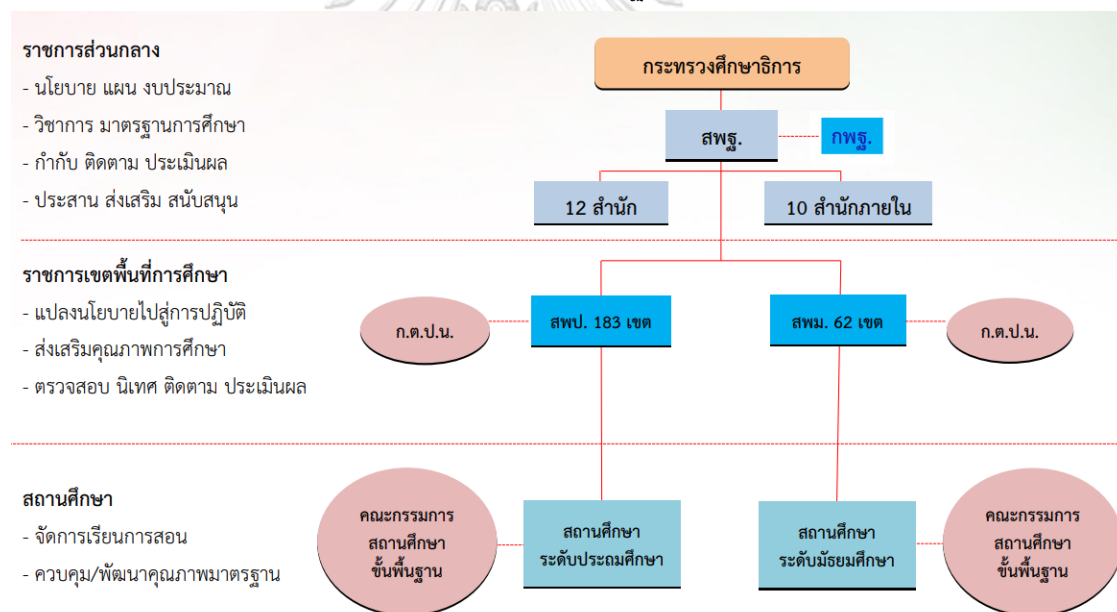 ราชการส่วนกลาง
- นโยบาย แผน งบประมาณ
- วิชาการ มาตรฐานการศึกษา
- กำกับ ติดตาม ประเมินผล
- ประสาน ส่งเสริม สนับสนุน
กระทรวงศึกษาธิการ
สพฐ.
กพฐ.
12 สำนัก
10 สำนักภายใน
ราชการเขตพื้นที่การศึกษา
- แปลงนโยบายไปสู่การปฏิบัติ
- ส่งเสริมคุณภาพการศึกษา
- ตรวจสอบ นิเทศ ติดตาม ประเมินผล
ก.ต.ป.น.
สพป. 183 เขต
สพม. 62 เขต
ก.ต.ป.น.
สถานศึกษา
- จัดการเรียนการสอน
- ควบคุม/พัฒนาคุณภาพมาตรฐาน
คณะกรรมการ
สถานศึกษา
ขั้นพื้นฐาน
สถานศึกษา
ระดับประถมศึกษา
สถานศึกษา
ระดับมัธยมศึกษา
คณะกรรมการ
สถานศึกษา
ขั้นพื้นฐาน